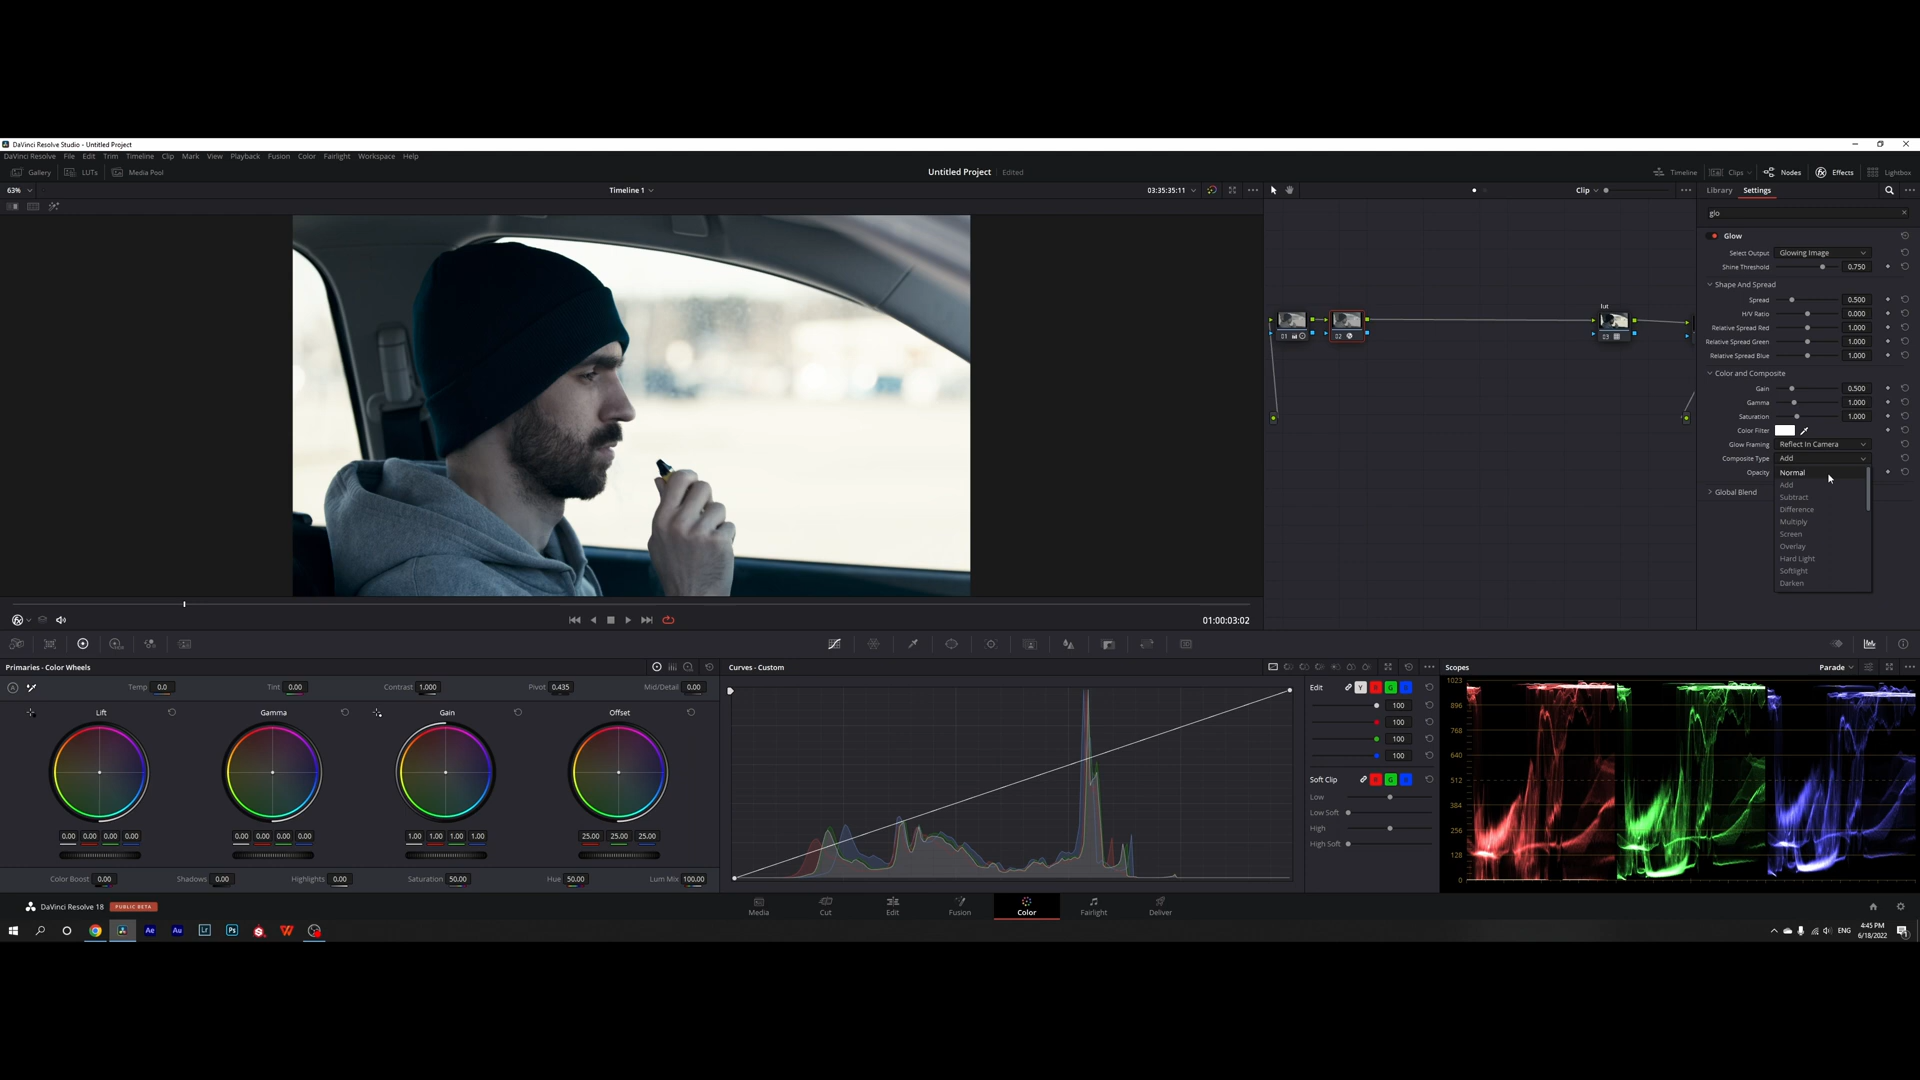 DaVinci Resolve Studio - Untitled Project
DaVinci Resolve File Edit Trim Timeline Clip Mark View Playback Fusion Color Fairlight Workspace Help
Gallery LUTs Media Pool Untitled Project Edited Timeline Clips Nodes Effects Lightbox
63% Timeline 1 03:35:35:11 Clip Library Settings
glo
Glow
Select Output Glowing Image
Shine Threshold 0.750
Shape And Spread
Spread 0.500
H/V Ratio 0.000
Relative Spread Red 1.000
Relative Spread Green 1.000
Relative Spread Blue 1.000
Color and Composite
Gain 0.500
Gamma 1.000
Saturation 1.000
Color Filter
Glow Framing Reflect In Camera
Composite Type Add
Opacity
Normal
Add
Subtract
Difference
Multiply
Screen
Overlay
Hard Light
Softlight
Darken
Global Blend
lut
01 02 03
01:00:03:02
Primaries - Color Wheels
Temp 0.0 Tint 0.00 Contrast 1.000 Pivot 0.435 Mid/Detail 0.00
Lift Gamma Gain Offset
0.00 0.00 0.00 0.00 0.00 0.00 0.00 0.00 1.00 1.00 1.00 1.00 25.00 25.00 25.00
Color Boost 0.00 Shadows 0.00 Highlights 0.00 Saturation 50.00 Hue 50.00 Lum Mix 100.00
Curves - Custom
Edit Y R G B
100
100
100
100
Soft Clip R G B
Low
Low Soft
High
High Soft
Scopes Parade
1023
896
768
640
512
384
256
128
0
DaVinci Resolve 18 PUBLIC BETA
Media Cut Edit Fusion Color Fairlight Deliver
Ae Au Lr Ps
ENG 4:45 PM
6/18/2022